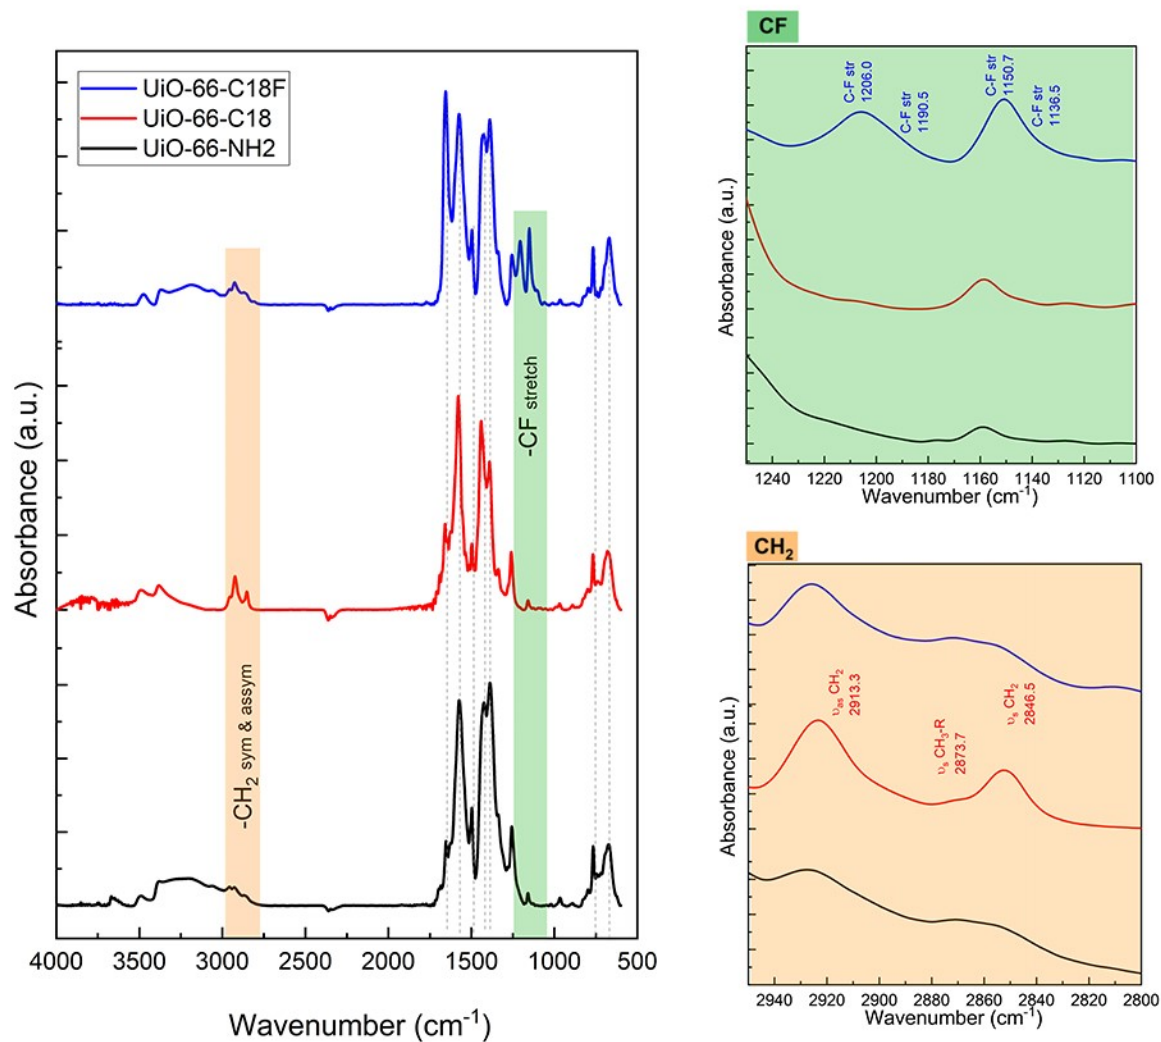 UiO-66-C18F
UiO-66-C18
UiO-66-NH2
Absorbance (a.u.)
-CH2 sym & assym
-CF stretch
4000 3500 3000 2500 2000 1500 1000 500
Wavenumber (cm-1)
CF
C-F str
1206.0
C-F str
1190.5
C-F str
1150.7
C-F str
1136.5
Absorbance (a.u.)
1240 1220 1200 1180 1160 1140 1120 1100
Wavenumber (cm-1)
CH2
υas CH2
2913.3
υs CH3-R
2873.7
υs CH2
2846.5
Absorbance (a.u.)
2940 2920 2900 2880 2860 2840 2820 2800
Wavenumber (cm-1)